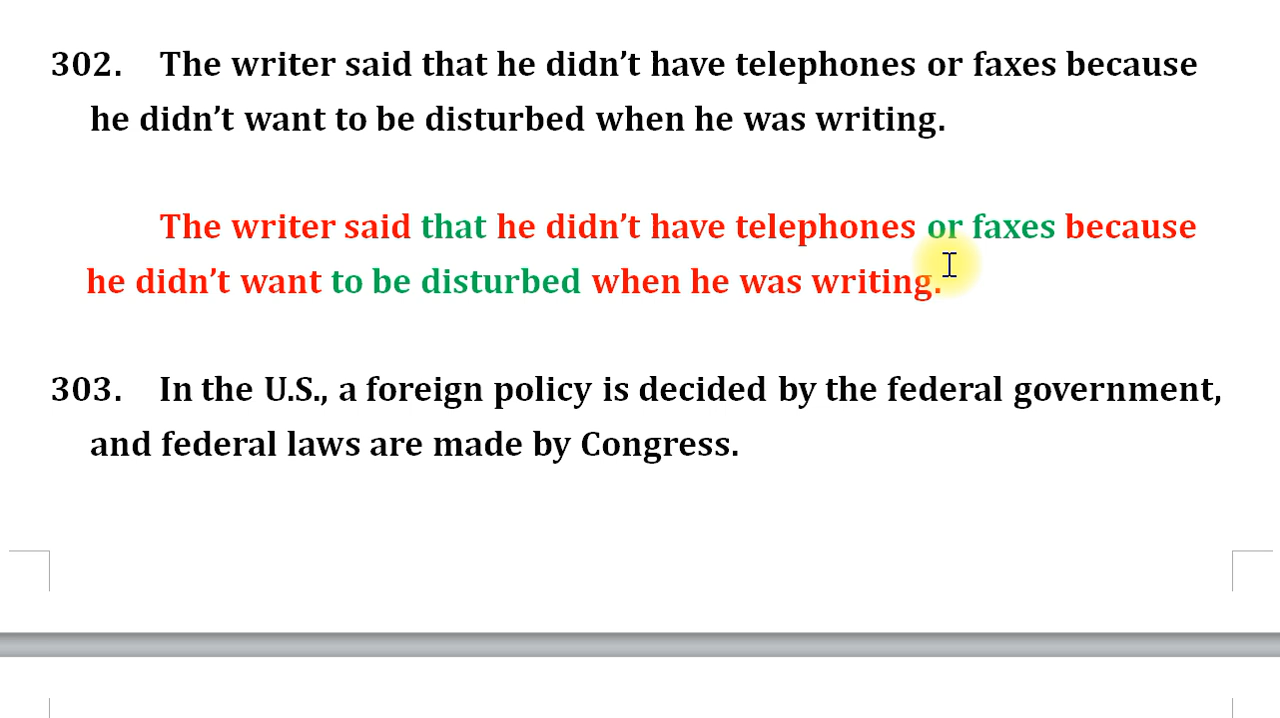 302. The writer said that he didn’t have telephones or faxes because
he didn’t want to be disturbed when he was writing.
The writer said that he didn’t have telephones or faxes because
he didn’t want to be disturbed when he was writing.
303. In the U.S., a foreign policy is decided by the federal government,
and federal laws are made by Congress.